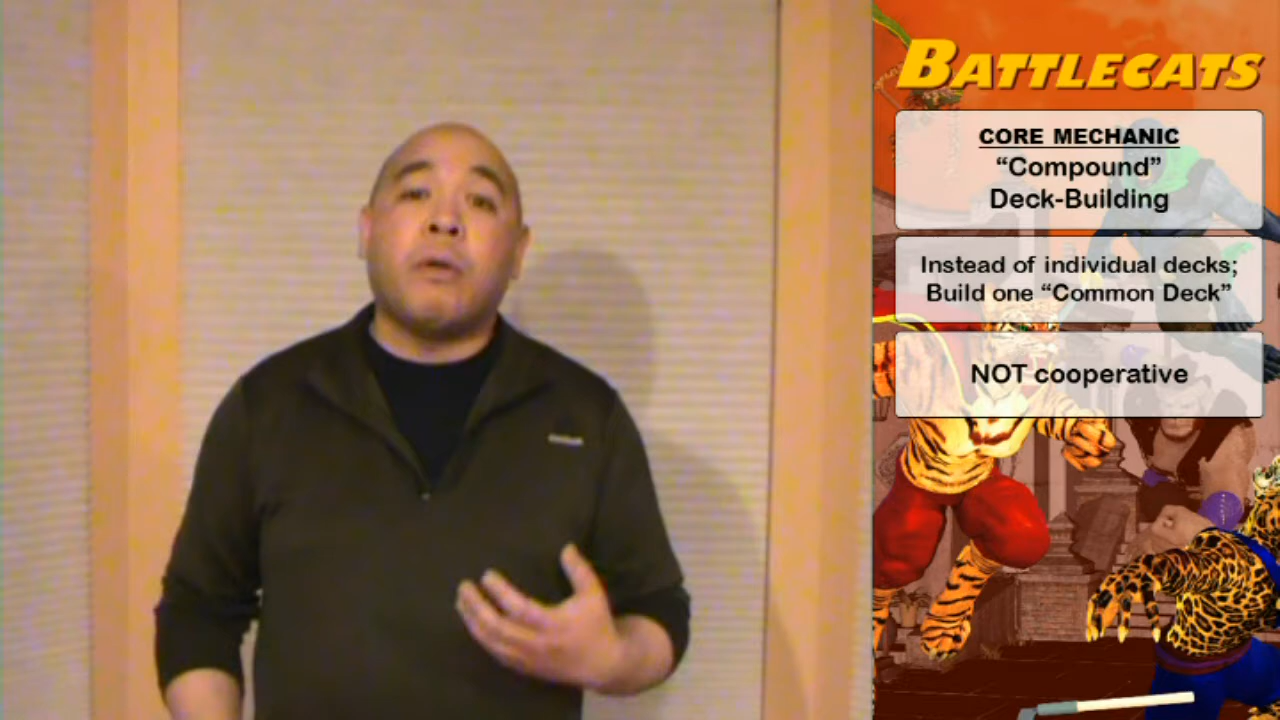 BATTLECATS
CORE MECHANIC
“Compound”
Deck-Building
Instead of individual decks;
Build one “Common Deck”
NOT cooperative